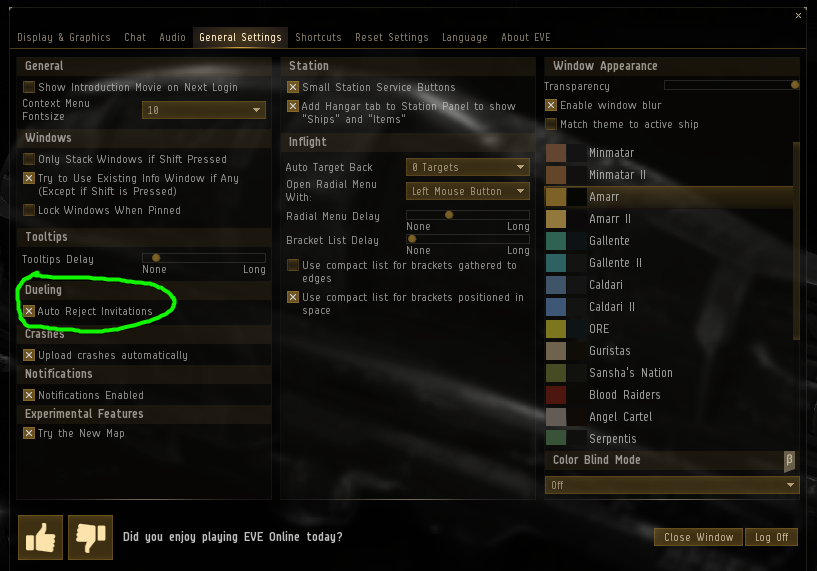 ×
Display & Graphics Chat Audio General Settings Shortcuts Reset Settings Language About EVE
General
Show Introduction Movie on Next Login
Context Menu
Fontsize
10
Windows
Only Stack Windows if Shift Pressed
Try to Use Existing Info Window if Any
(Except if Shift is Pressed)
Lock Windows When Pinned
Tooltips
Tooltips Delay
None Long
Dueling
Auto Reject Invitations
Crashes
Upload crashes automatically
Notifications
Notifications Enabled
Experimental Features
Try the New Map
Station
Small Station Service Buttons
Add Hangar tab to Station Panel to show
"Ships" and "Items"
Inflight
Auto Target Back
0 Targets
Open Radial Menu
With:
Left Mouse Button
Radial Menu Delay
None Long
Bracket List Delay
None Long
Use compact list for brackets gathered to
edges
Use compact list for brackets positioned in
space
Window Appearance
Transparency
Enable window blur
Match theme to active ship
Minmatar
Minmatar II
Amarr
Amarr II
Gallente
Gallente II
Caldari
Caldari II
ORE
Guristas
Sansha's Nation
Blood Raiders
Angel Cartel
Serpentis
Color Blind Mode β
Off
Did you enjoy playing EVE Online today?
Close Window Log Off